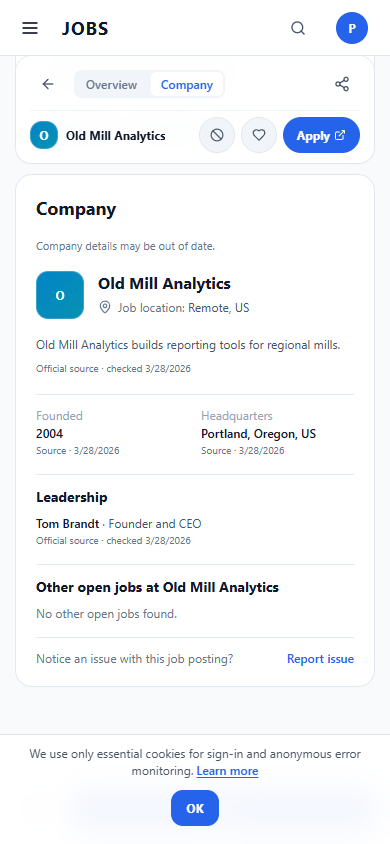 JOBS
P
Overview
Company
O
Old Mill Analytics
Apply
Company
Company details may be out of date.
O
Old Mill Analytics
Job location: Remote, US
Old Mill Analytics builds reporting tools for regional mills.
Official source · checked 3/28/2026
Founded
Headquarters
2004
Portland, Oregon, US
Source · 3/28/2026
Source · 3/28/2026
Leadership
Tom Brandt · Founder and CEO
Official source · checked 3/28/2026
Other open jobs at Old Mill Analytics
No other open jobs found.
Notice an issue with this job posting?
Report issue
We use only essential cookies for sign-in and anonymous error
monitoring. Learn more
OK